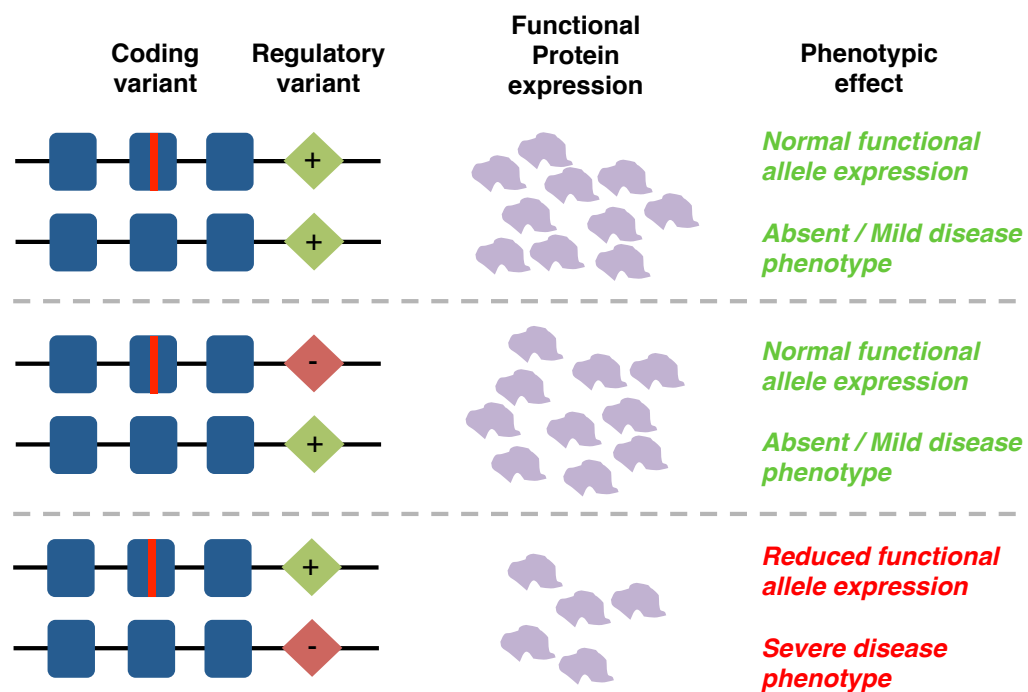 Coding
variant
Regulatory
variant
Functional
Protein
expression
Phenotypic
effect
+
+
Normal functional
allele expression
Absent / Mild disease
phenotype
-
+
Normal functional
allele expression
Absent / Mild disease
phenotype
+
-
Reduced functional
allele expression
Severe disease
phenotype